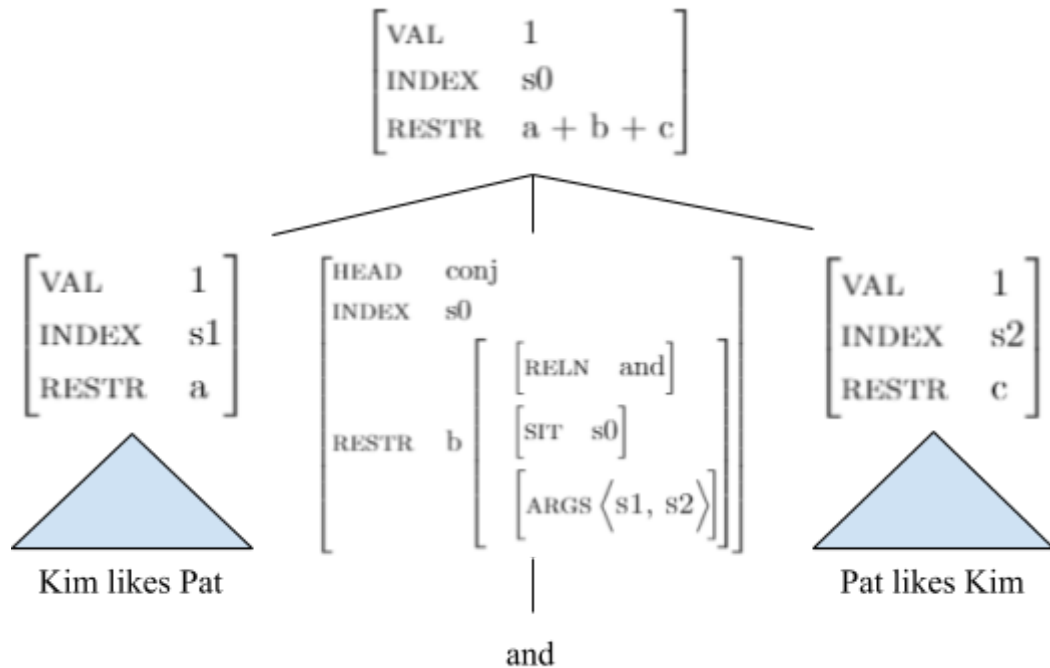 VAL 1
INDEX s0
RESTR a + b + c
VAL 1
INDEX s1
RESTR a
HEAD conj
INDEX s0
RESTR b
RELN and
SIT s0
ARGS ⟨s1, s2⟩
VAL 1
INDEX s2
RESTR c
Kim likes Pat
and
Pat likes Kim